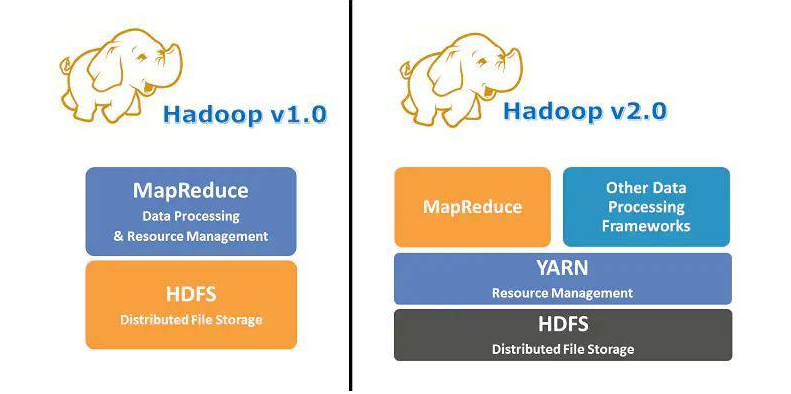 Hadoop v1.0
MapReduce
Data Processing
& Resource Management
HDFS
Distributed File Storage
Hadoop v2.0
MapReduce
Other Data
Processing
Frameworks
YARN
Resource Management
HDFS
Distributed File Storage